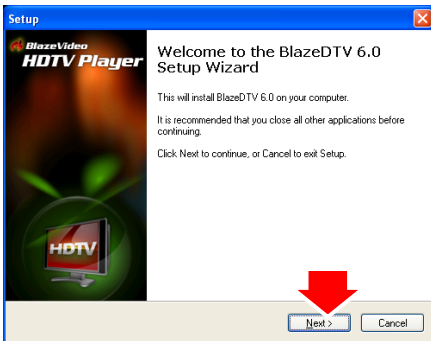 Setup
BlazeVideo
HDTV Player
Welcome to the BlazeDTV 6.0
Setup Wizard
This will install BlazeDTV 6.0 on your computer.
It is recommended that you close all other applications before
continuing.
Click Next to continue, or Cancel to exit Setup.
HDTV
Next >
Cancel